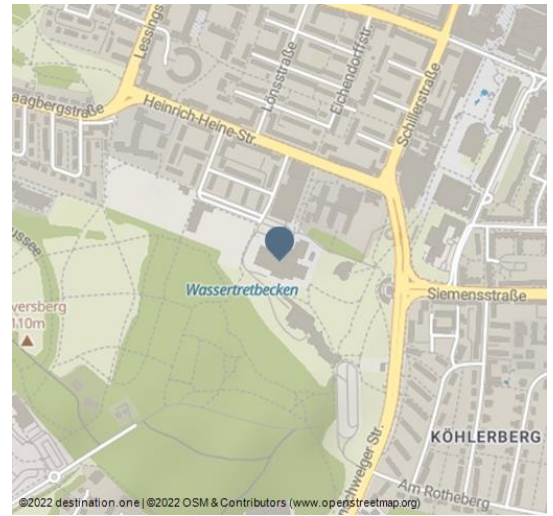 Lessings
Lönsstraße
Eichendorffstr.
aagbergstraße
Heinrich-Heine-Str.
Schillerstraße
ussee
Wassertretbecken
Siemensstraße
versberg
110m
KÖHLERBERG
nschweiger Str.
Am Rotheberg
©2022 destination.one | ©2022 OSM & Contributors (www.openstreetmap.org)